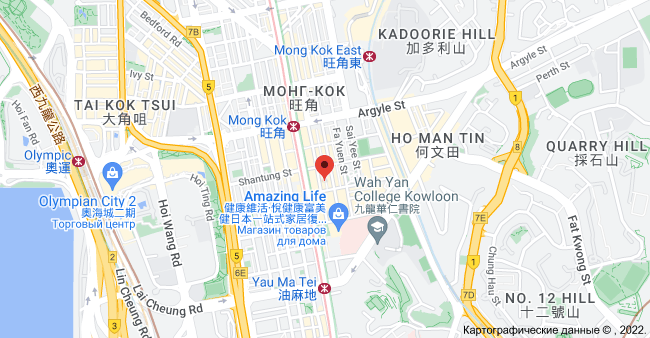 Bedford Rd
7B
5
Mong Kok East
旺角東
KADOORIE HILL
加多利山
Argyle St
Ivy St
Perth St
МОНГ-КОК
旺角
TAI KOK TSUI
大角咀
西九龍公路
Hoi Fan Rd
Argyle St
Mong Kok
旺角
Sai Yee St
Fa Yuen St
HO MAN TIN
何文田
8
QUARRY HILL
採石山
Olympic
奧運
Shantung St
Hoi Ting Rd
Olympian City 2
奧海城二期
Торговый центр
Amazing Life
健康維活·悅健康富美
健日本一站式家居復...
Магазин товаров
для дома
Wah Yan
College Kowloon
九龍華仁書院
Hoi Wang Rd
7E
5
Chung Hau St
Fat Kwong St
6E
Yau Ma Tei
油麻地
Lin Cheung Rd
Lai Cheung Rd
7D
NO. 12 HILL
十二號山
3
2
Картографические данные © , 2022.